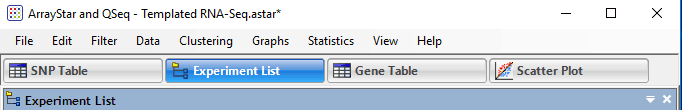 ArrayStar and QSeq - Templated RNA-Seq.astar*
File Edit Filter Data Clustering Graphs Statistics View Help
SNP Table Experiment List Gene Table Scatter Plot
Experiment List